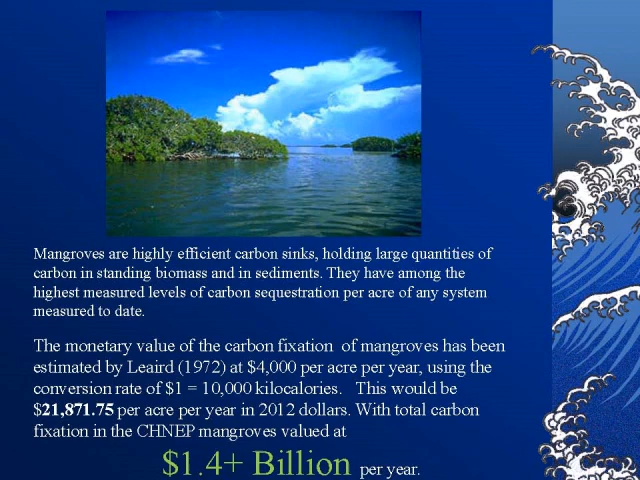 Mangroves are highly efficient carbon sinks, holding large quantities of
carbon in standing biomass and in sediments. They have among the
highest measured levels of carbon sequestration per acre of any system
measured to date.
The monetary value of the carbon fixation of mangroves has been
estimated by Leaird (1972) at $4,000 per acre per year, using the
conversion rate of $1 = 10,000 kilocalories. This would be
$21,871.75 per acre per year in 2012 dollars. With total carbon
fixation in the CHNEP mangroves valued at
$1.4+ Billion per year.